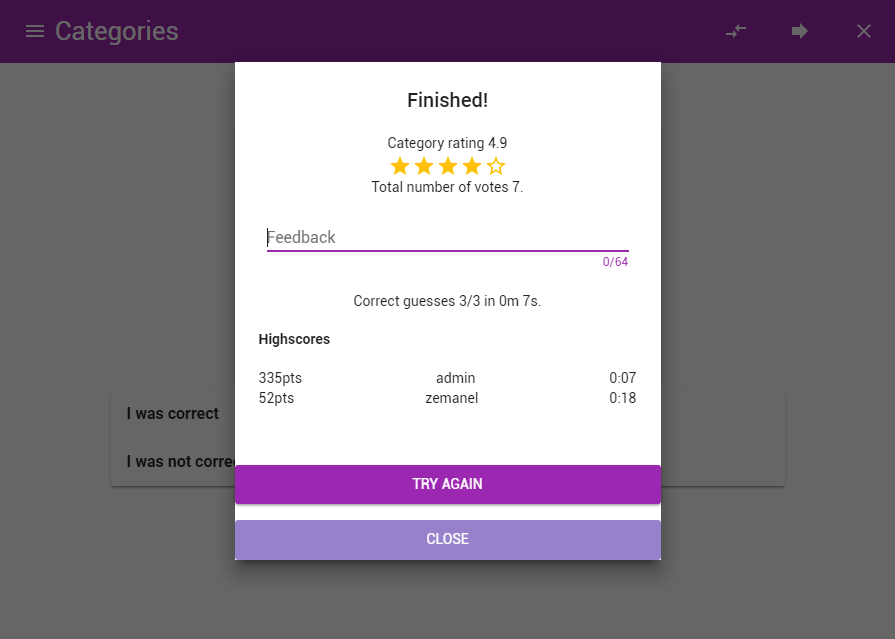 Categories
Finished!
Category rating 4.9
Total number of votes 7.
Feedback
0/64
Correct guesses 3/3 in 0m 7s.
Highscores
335pts admin 0:07
52pts zemanel 0:18
I was correct
I was not corre
TRY AGAIN
CLOSE